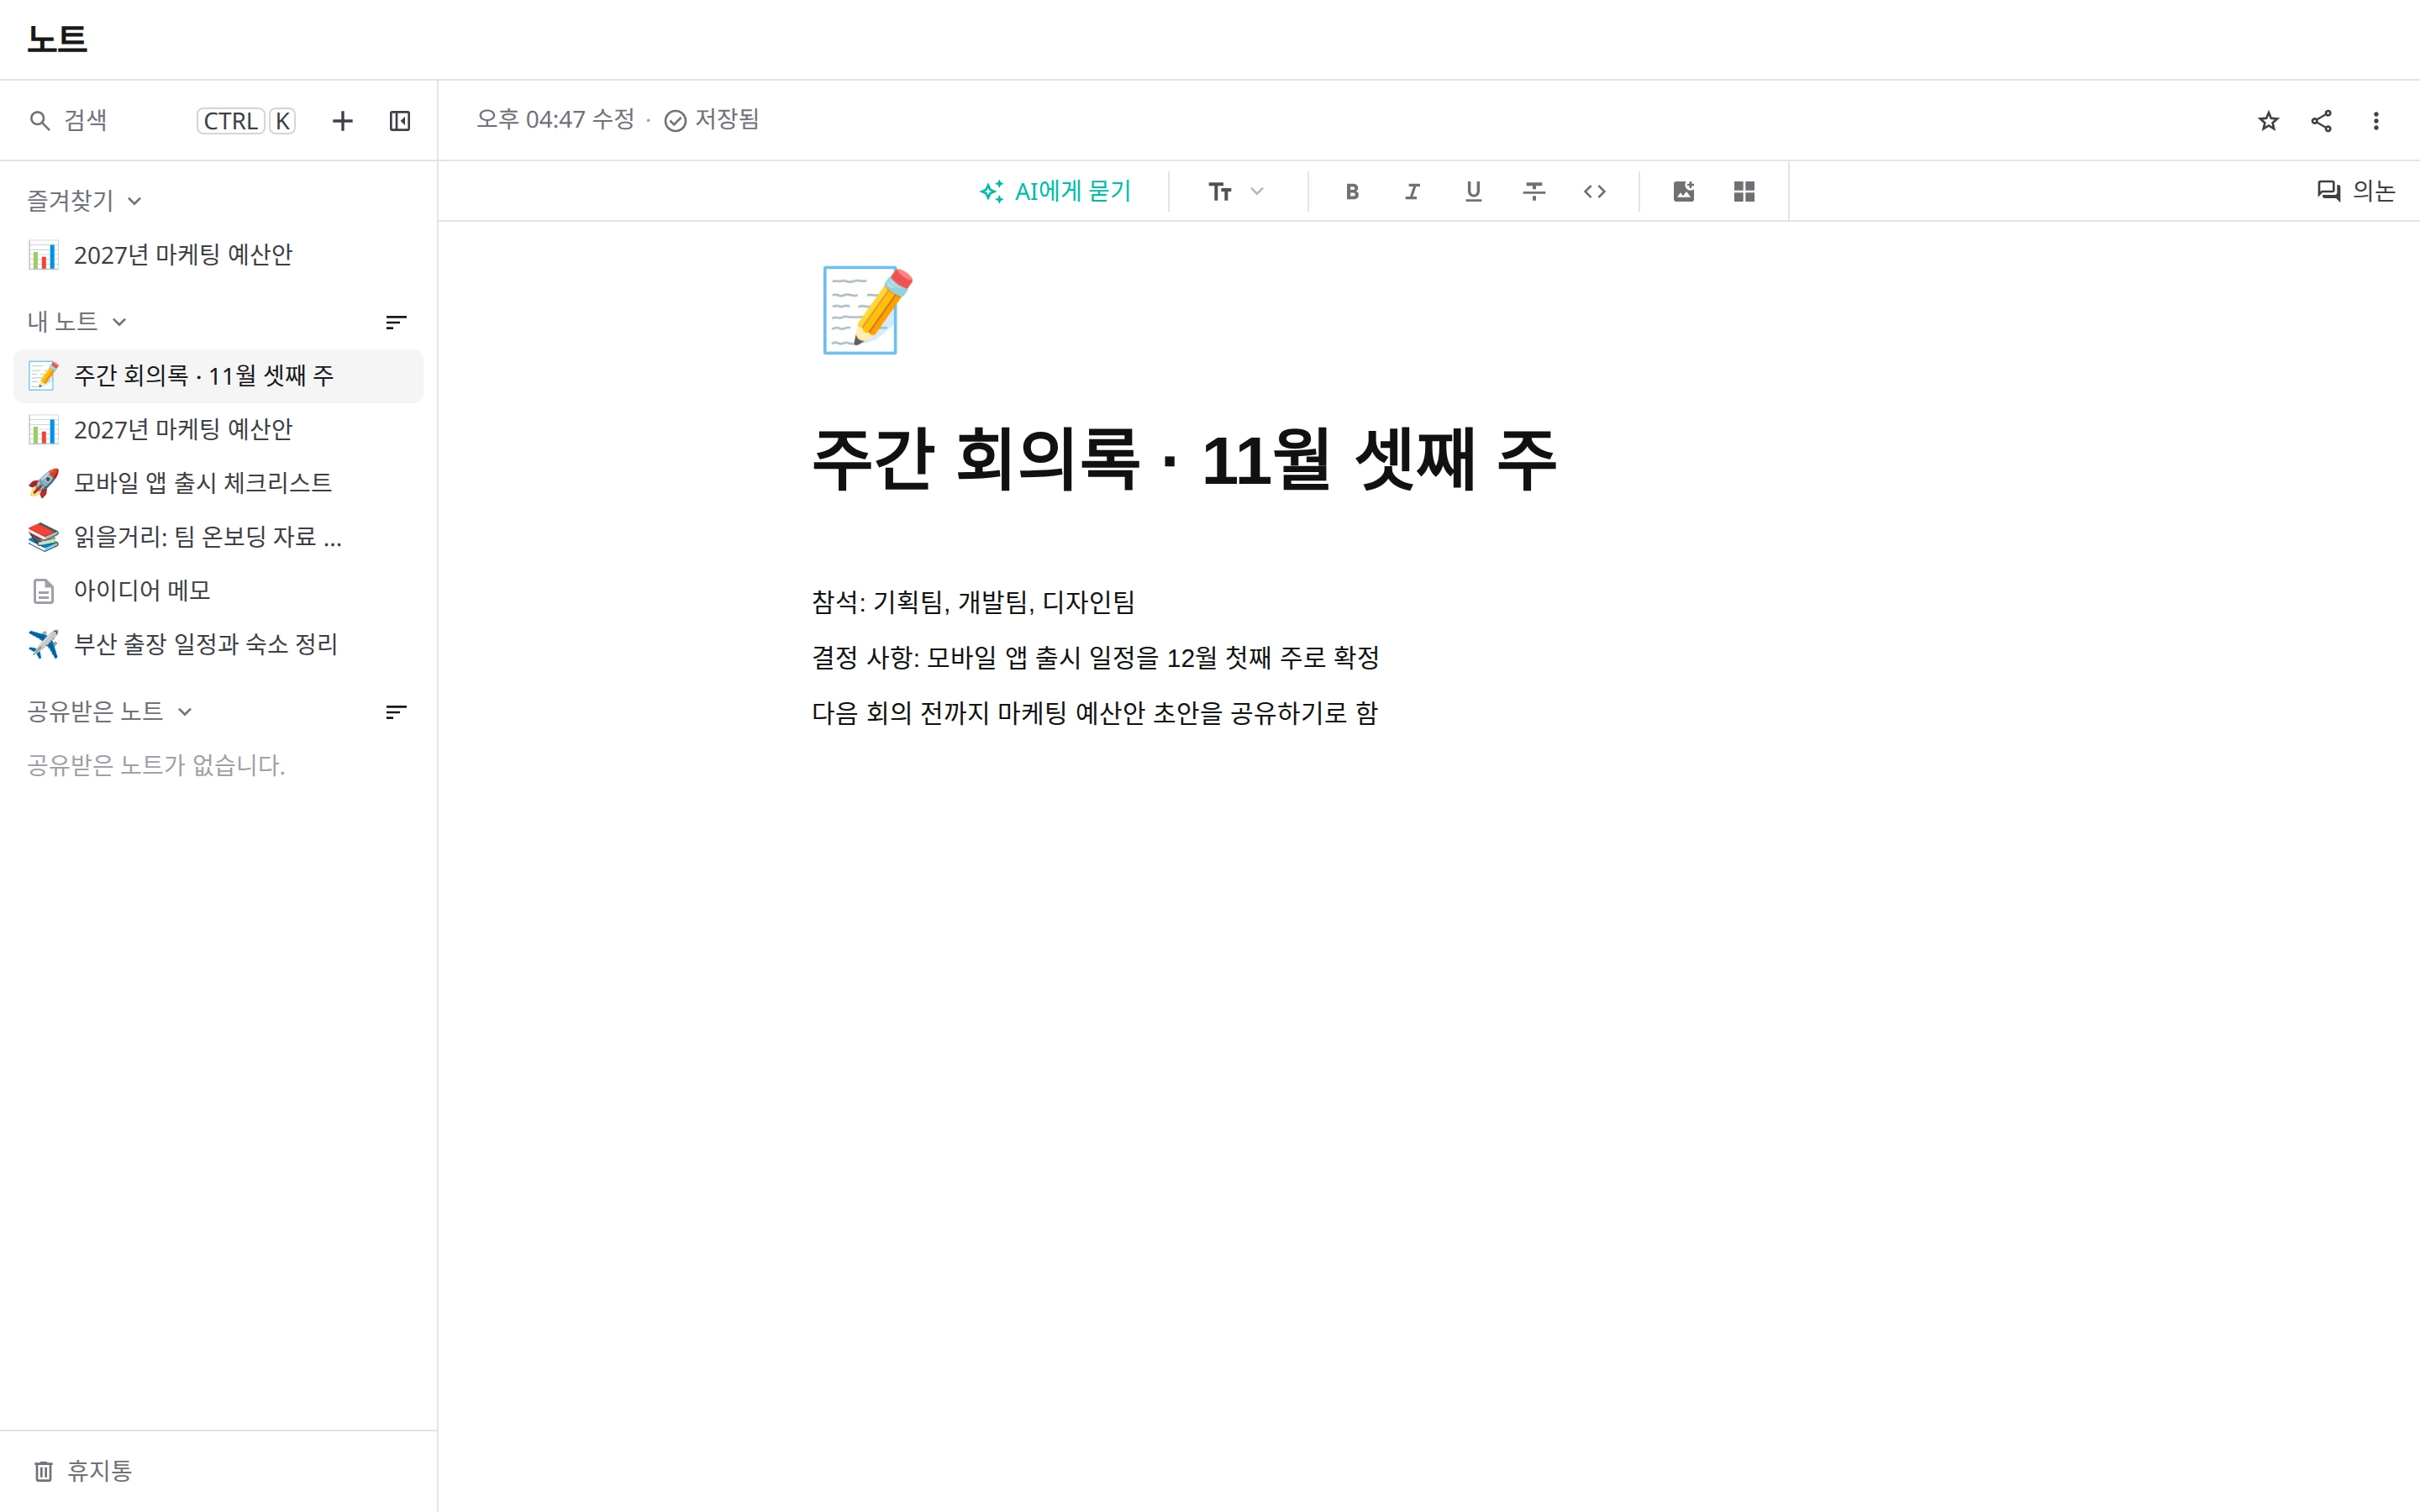 노트
검색 CTRL K
오후 04:47 수정 · 저장됨
AI에게 묻기
의논
즐겨찾기
2027년 마케팅 예산안
내 노트
주간 회의록 · 11월 셋째 주
2027년 마케팅 예산안
모바일 앱 출시 체크리스트
읽을거리: 팀 온보딩 자료 ...
아이디어 메모
부산 출장 일정과 숙소 정리
공유받은 노트
공유받은 노트가 없습니다.
휴지통
주간 회의록 · 11월 셋째 주
참석: 기획팀, 개발팀, 디자인팀
결정 사항: 모바일 앱 출시 일정을 12월 첫째 주로 확정
다음 회의 전까지 마케팅 예산안 초안을 공유하기로 함